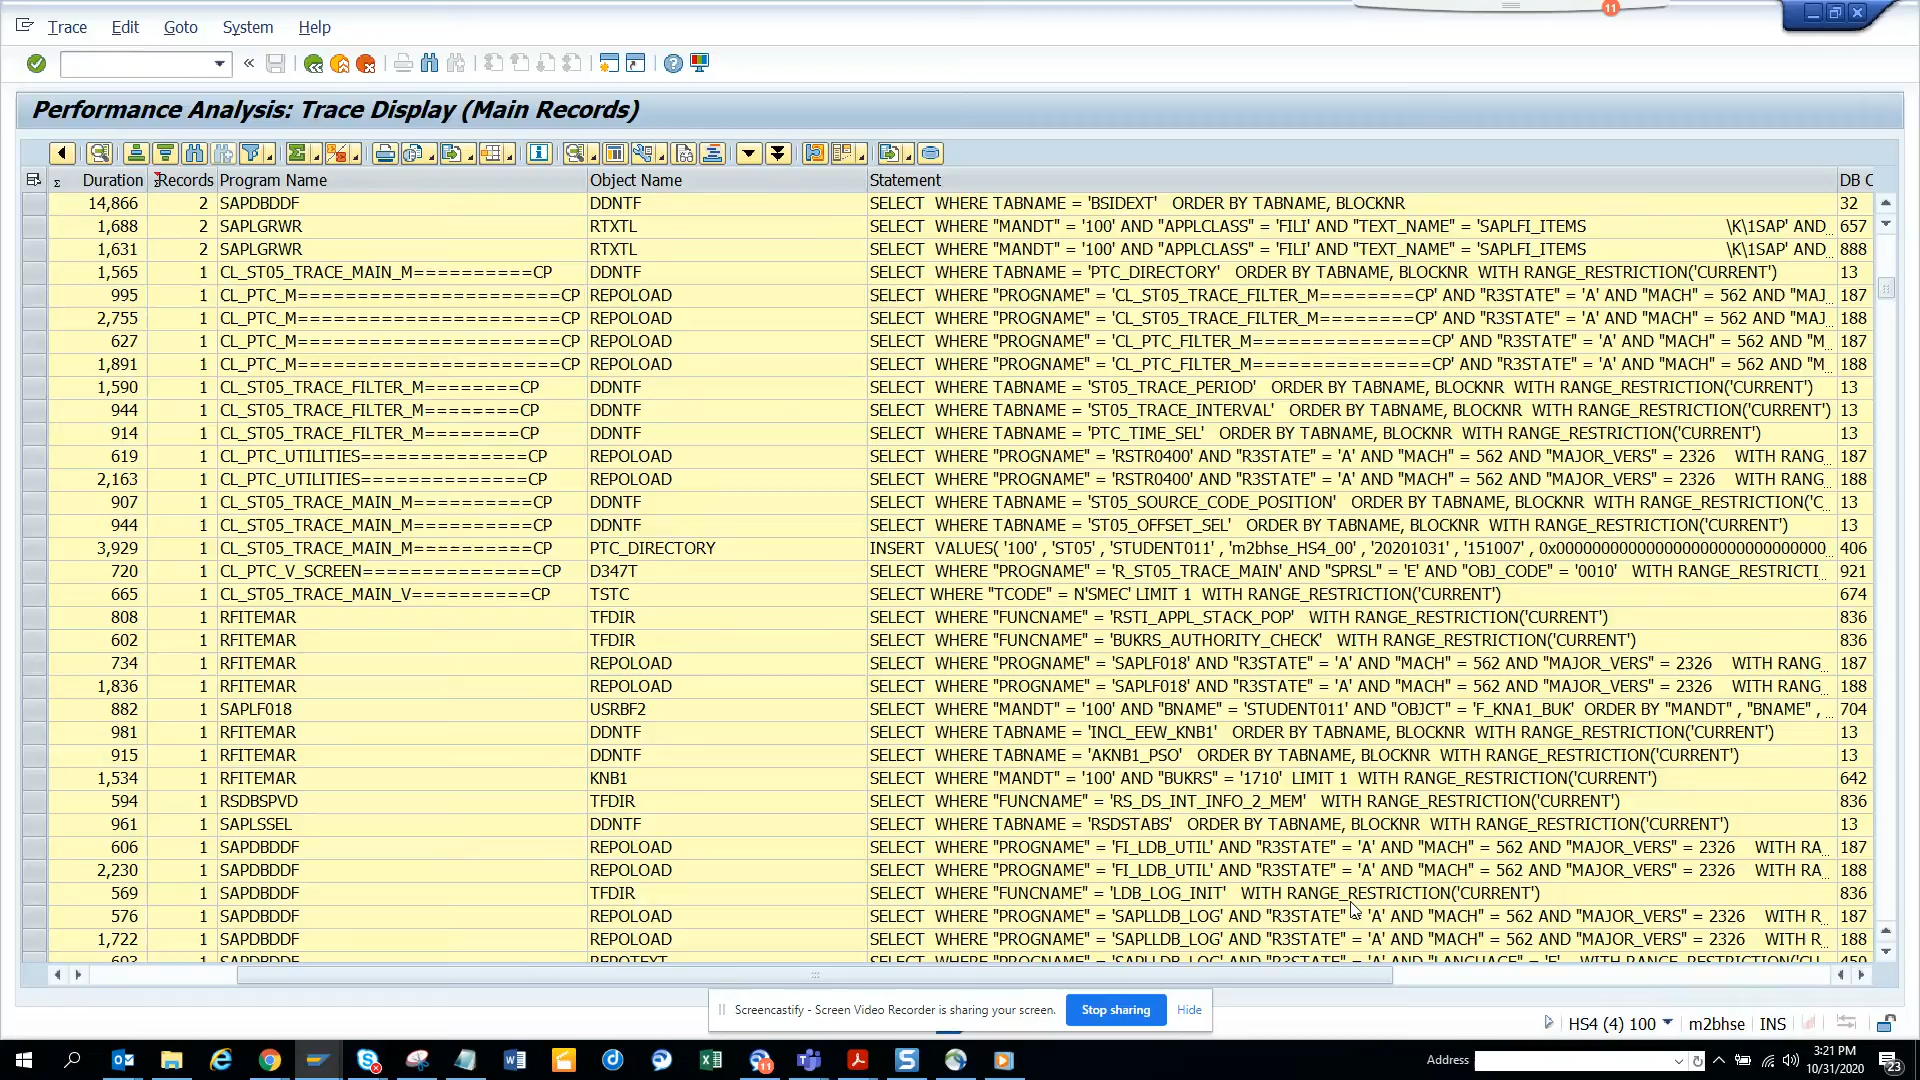 11
Trace Edit Goto System Help
Performance Analysis: Trace Display (Main Records)
Duration Records Program Name Object Name Statement DB C
14,866 2 SAPDBDDF DDNTF SELECT WHERE TABNAME = 'BSIDEXT' ORDER BY TABNAME, BLOCKNR 32
1,688 2 SAPLGRWR RTXTL SELECT WHERE "MANDT" = '100' AND "APPLCLASS" = 'FILI' AND "TEXT_NAME" = 'SAPLFI_ITEMS \K\1SAP' AND... 657
1,631 2 SAPLGRWR RTXTL SELECT WHERE "MANDT" = '100' AND "APPLCLASS" = 'FILI' AND "TEXT_NAME" = 'SAPLFI_ITEMS \K\1SAP' AND... 888
1,565 1 CL_ST05_TRACE_MAIN_M==========CP DDNTF SELECT WHERE TABNAME = 'PTC_DIRECTORY' ORDER BY TABNAME, BLOCKNR WITH RANGE_RESTRICTION('CURRENT') 13
995 1 CL_PTC_M======================CP REPOLOAD SELECT WHERE "PROGNAME" = 'CL_ST05_TRACE_FILTER_M========CP' AND "R3STATE" = 'A' AND "MACH" = 562 AND "MAJ... 187
2,755 1 CL_PTC_M======================CP REPOLOAD SELECT WHERE "PROGNAME" = 'CL_ST05_TRACE_FILTER_M========CP' AND "R3STATE" = 'A' AND "MACH" = 562 AND "MAJ... 188
627 1 CL_PTC_M======================CP REPOLOAD SELECT WHERE "PROGNAME" = 'CL_PTC_FILTER_M===============CP' AND "R3STATE" = 'A' AND "MACH" = 562 AND "M... 187
1,891 1 CL_PTC_M======================CP REPOLOAD SELECT WHERE "PROGNAME" = 'CL_PTC_FILTER_M===============CP' AND "R3STATE" = 'A' AND "MACH" = 562 AND "M... 188
1,590 1 CL_ST05_TRACE_FILTER_M========CP DDNTF SELECT WHERE TABNAME = 'ST05_TRACE_PERIOD' ORDER BY TABNAME, BLOCKNR WITH RANGE_RESTRICTION('CURRENT') 13
944 1 CL_ST05_TRACE_FILTER_M========CP DDNTF SELECT WHERE TABNAME = 'ST05_TRACE_INTERVAL' ORDER BY TABNAME, BLOCKNR WITH RANGE_RESTRICTION('CURRENT') 13
914 1 CL_ST05_TRACE_FILTER_M========CP DDNTF SELECT WHERE TABNAME = 'PTC_TIME_SEL' ORDER BY TABNAME, BLOCKNR WITH RANGE_RESTRICTION('CURRENT') 13
619 1 CL_PTC_UTILITIES==============CP REPOLOAD SELECT WHERE "PROGNAME" = 'RSTR0400' AND "R3STATE" = 'A' AND "MACH" = 562 AND "MAJOR_VERS" = 2326 WITH RANG... 187
2,163 1 CL_PTC_UTILITIES==============CP REPOLOAD SELECT WHERE "PROGNAME" = 'RSTR0400' AND "R3STATE" = 'A' AND "MACH" = 562 AND "MAJOR_VERS" = 2326 WITH RANG... 188
907 1 CL_ST05_TRACE_MAIN_M==========CP DDNTF SELECT WHERE TABNAME = 'ST05_SOURCE_CODE_POSITION' ORDER BY TABNAME, BLOCKNR WITH RANGE_RESTRICTION('C... 13
944 1 CL_ST05_TRACE_MAIN_M==========CP DDNTF SELECT WHERE TABNAME = 'ST05_OFFSET_SEL' ORDER BY TABNAME, BLOCKNR WITH RANGE_RESTRICTION('CURRENT') 13
3,929 1 CL_ST05_TRACE_MAIN_M==========CP PTC_DIRECTORY INSERT VALUES( '100' , 'ST05' , 'STUDENT011' , 'm2bhse_HS4_00' , '20201031' , '151007' , 0x000000000000000000000000000000... 406
720 1 CL_PTC_V_SCREEN===============CP D347T SELECT WHERE "PROGNAME" = 'R_ST05_TRACE_MAIN' AND "SPRSL" = 'E' AND "OBJ_CODE" = '0010' WITH RANGE_RESTRICTI... 921
665 1 CL_ST05_TRACE_MAIN_V==========CP TSTC SELECT WHERE "TCODE" = N'SMEC' LIMIT 1 WITH RANGE_RESTRICTION('CURRENT') 674
808 1 RFITEMAR TFDIR SELECT WHERE "FUNCNAME" = 'RSTI_APPL_STACK_POP' WITH RANGE_RESTRICTION('CURRENT') 836
602 1 RFITEMAR TFDIR SELECT WHERE "FUNCNAME" = 'BUKRS_AUTHORITY_CHECK' WITH RANGE_RESTRICTION('CURRENT') 836
734 1 RFITEMAR REPOLOAD SELECT WHERE "PROGNAME" = 'SAPLF018' AND "R3STATE" = 'A' AND "MACH" = 562 AND "MAJOR_VERS" = 2326 WITH RANG... 187
1,836 1 RFITEMAR REPOLOAD SELECT WHERE "PROGNAME" = 'SAPLF018' AND "R3STATE" = 'A' AND "MACH" = 562 AND "MAJOR_VERS" = 2326 WITH RANG... 188
882 1 SAPLF018 USRBF2 SELECT WHERE "MANDT" = '100' AND "BNAME" = 'STUDENT011' AND "OBJCT" = 'F_KNA1_BUK' ORDER BY "MANDT" , "BNAME" , ... 704
981 1 RFITEMAR DDNTF SELECT WHERE TABNAME = 'INCL_EEW_KNB1' ORDER BY TABNAME, BLOCKNR WITH RANGE_RESTRICTION('CURRENT') 13
915 1 RFITEMAR DDNTF SELECT WHERE TABNAME = 'AKNB1_PSO' ORDER BY TABNAME, BLOCKNR WITH RANGE_RESTRICTION('CURRENT') 13
1,534 1 RFITEMAR KNB1 SELECT WHERE "MANDT" = '100' AND "BUKRS" = '1710' LIMIT 1 WITH RANGE_RESTRICTION('CURRENT') 642
594 1 RSDBSPVD TFDIR SELECT WHERE "FUNCNAME" = 'RS_DS_INT_INFO_2_MEM' WITH RANGE_RESTRICTION('CURRENT') 836
961 1 SAPLSSEL DDNTF SELECT WHERE TABNAME = 'RSDSTABS' ORDER BY TABNAME, BLOCKNR WITH RANGE_RESTRICTION('CURRENT') 13
606 1 SAPDBDDF REPOLOAD SELECT WHERE "PROGNAME" = 'FI_LDB_UTIL' AND "R3STATE" = 'A' AND "MACH" = 562 AND "MAJOR_VERS" = 2326 WITH RA... 187
2,230 1 SAPDBDDF REPOLOAD SELECT WHERE "PROGNAME" = 'FI_LDB_UTIL' AND "R3STATE" = 'A' AND "MACH" = 562 AND "MAJOR_VERS" = 2326 WITH RA... 188
569 1 SAPDBDDF TFDIR SELECT WHERE "FUNCNAME" = 'LDB_LOG_INIT' WITH RANGE_RESTRICTION('CURRENT') 836
576 1 SAPDBDDF REPOLOAD SELECT WHERE "PROGNAME" = 'SAPLLDB_LOG' AND "R3STATE" = 'A' AND "MACH" = 562 AND "MAJOR_VERS" = 2326 WITH R... 187
1,722 1 SAPDBDDF REPOLOAD SELECT WHERE "PROGNAME" = 'SAPLLDB_LOG' AND "R3STATE" = 'A' AND "MACH" = 562 AND "MAJOR_VERS" = 2326 WITH R... 188
Screencastify - Screen Video Recorder is sharing your screen. Stop sharing Hide
HS4 (4) 100 m2bhse INS
Address
3:21 PM
10/31/2020
11
23